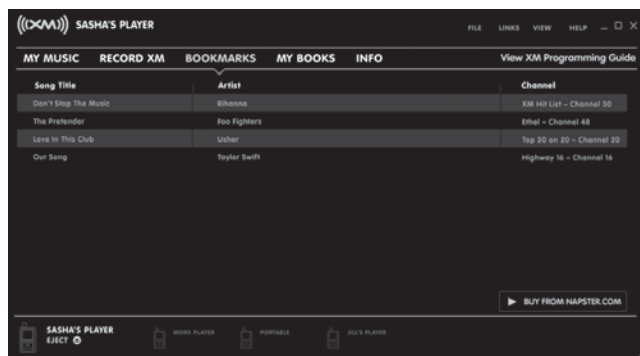 ((XM)) SASHA'S PLAYER FILE LINKS VIEW HELP
MY MUSIC RECORD XM BOOKMARKS MY BOOKS INFO View XM Programming Guide
Song Title Artist Channel
Don't Stop The Music Rihanna XM Hit List - Channel 30
The Pretender Foo Fighters Ethel - Channel 48
Love In This Club Usher Top 20 on 20 - Channel 20
Our Song Taylor Swift Highway 16 - Channel 16
BUY FROM NAPSTER.COM
SASHA'S PLAYER WORK PLAYER PORTABLE JILL'S PLAYER
EJECT